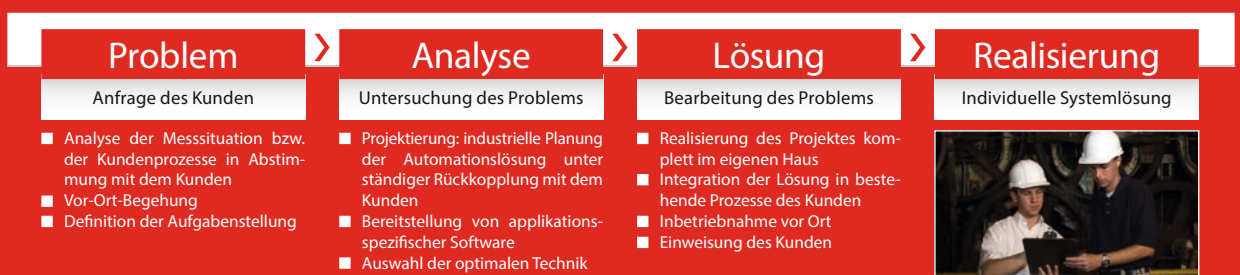 Problem
Anfrage des Kunden
■ Analyse der Messsituation bzw.
der Kundenprozesse in Abstim-
mung mit dem Kunden
■ Vor-Ort-Begehung
■ Definition der Aufgabenstellung
Analyse
Untersuchung des Problems
■ Projektierung: industrielle Planung
der Automationslösung unter
ständiger Rückkopplung mit dem
Kunden
■ Bereitstellung von applikations-
spezifischer Software
■ Auswahl der optimalen Technik
Lösung
Bearbeitung des Problems
■ Realisierung des Projektes kom-
plett im eigenen Haus
■ Integration der Lösung in beste-
hende Prozesse des Kunden
■ Inbetriebnahme vor Ort
■ Einweisung des Kunden
Realisierung
Individuelle Systemlösung